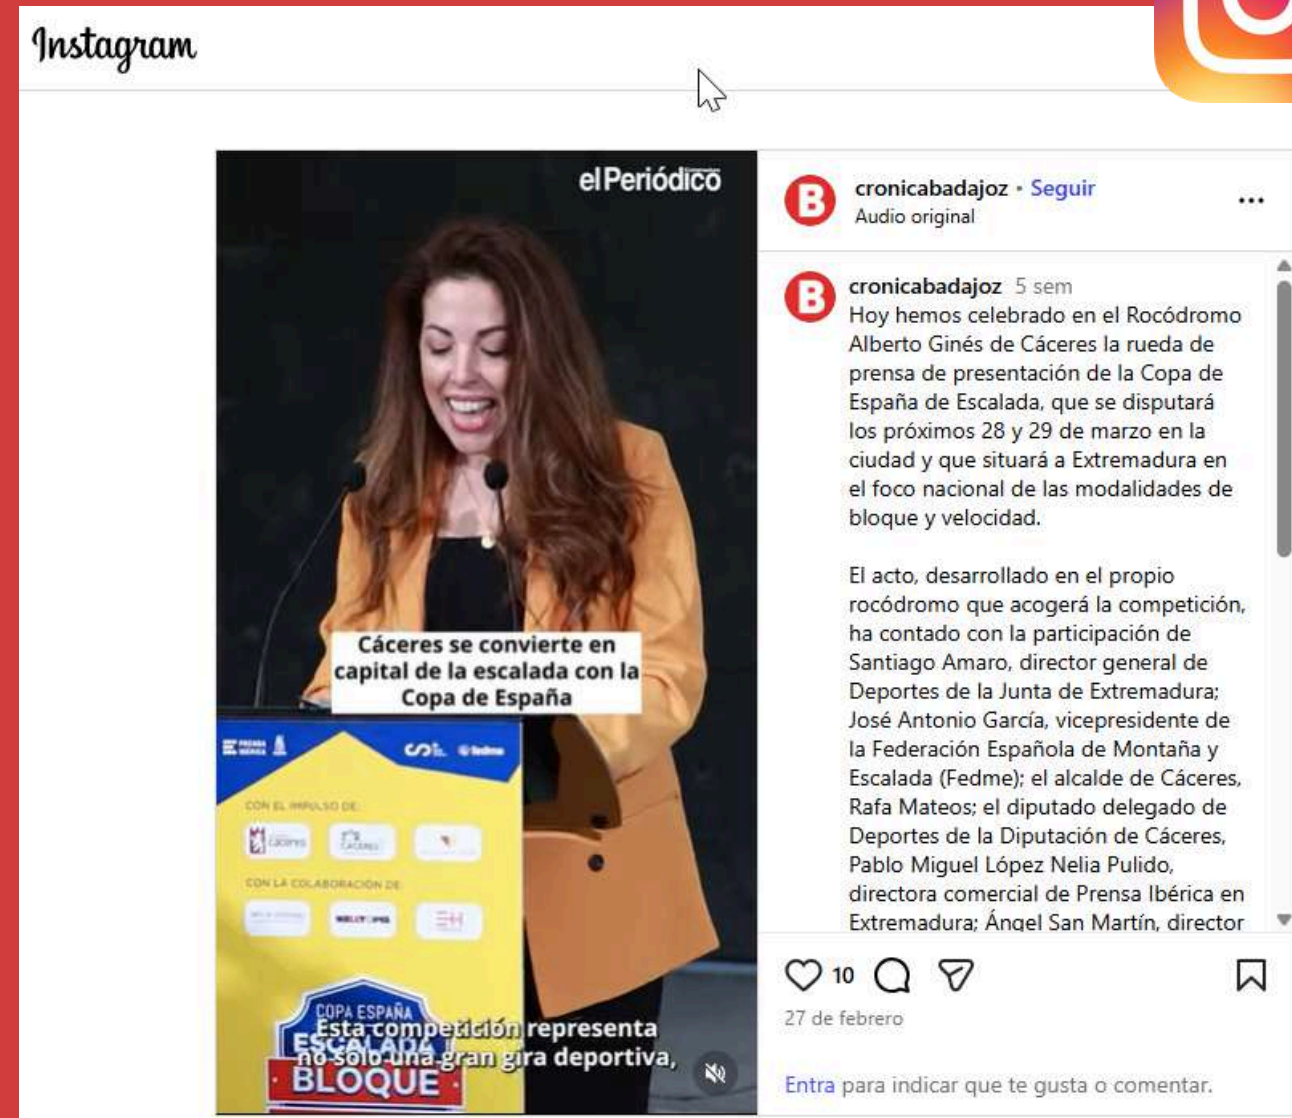 Instagram
elPeriódico
Cáceres se convierte en
capital de la escalada con la
Copa de España
PRENSA
IBÉRICA
fedme
CON EL IMPULSO DE:
CÁCERES
CÁCERES
CON LA COLABORACIÓN DE:
COPA ESPAÑA
ESCALADA
BLOQUE
Esta competición representa
no solo una gran gira deportiva,
cronicabadajoz • Seguir
Audio original
cronicabadajoz 5 sem
Hoy hemos celebrado en el Rocódromo
Alberto Ginés de Cáceres la rueda de
prensa de presentación de la Copa de
España de Escalada, que se disputará
los próximos 28 y 29 de marzo en la
ciudad y que situará a Extremadura en
el foco nacional de las modalidades de
bloque y velocidad.
El acto, desarrollado en el propio
rocódromo que acogerá la competición,
ha contado con la participación de
Santiago Amaro, director general de
Deportes de la Junta de Extremadura;
José Antonio García, vicepresidente de
la Federación Española de Montaña y
Escalada (Fedme); el alcalde de Cáceres,
Rafa Mateos; el diputado delegado de
Deportes de la Diputación de Cáceres,
Pablo Miguel López Nelia Pulido,
directora comercial de Prensa Ibérica en
Extremadura; Ángel San Martín, director
10
27 de febrero
Entra para indicar que te gusta o comentar.